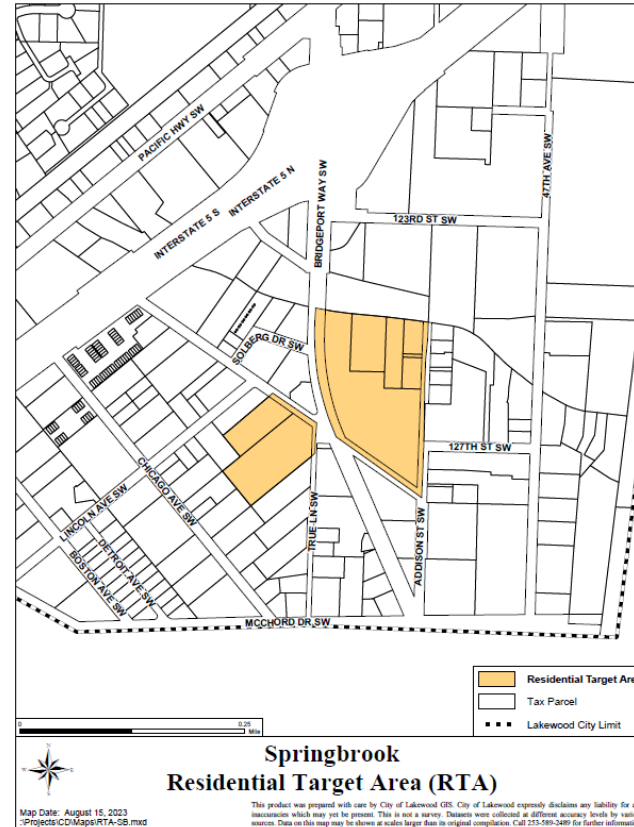 PACIFIC HWY SW
INTERSTATE 5 S
INTERSTATE 5 N
BRIDGEPORT WAY SW
47TH AVE SW
123RD ST SW
SOLBERG DR SW
127TH ST SW
CHICAGO AVE SW
LINCOLN AVE SW
DETROIT AVE SW
BOSTON AVE SW
TRUE LN SW
ADDISON ST SW
MCCHORD DR SW
Residential Target Are
Tax Parcel
Lakewood City Limit
0 0.25
Mile
Springbrook
Residential Target Area (RTA)
N
W E
S
Map Date: August 15, 2023
:\Projects\CD\Maps\RTA-SB.mxd
This product was prepared with care by City of Lakewood GIS. City of Lakewood expressly disclaims any liability for a
inaccuracies which may yet be present. This is not a survey. Datasets were collected at different accuracy levels by vari
sources. Data on this map may be shown at scales larger than its original compilation. Call 253-589-2489 for further informati